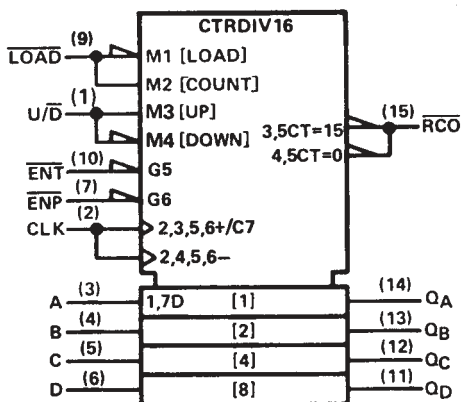 CTRDIV16
LOAD (9) M1 [LOAD]
M2 [COUNT]
U/D (1) M3 [UP]
M4 [DOWN]
3,5CT=15 (15) RCO
4,5CT=0
ENT (10) G5
ENP (7) G6
CLK (2) 2,3,5,6+/C7
2,4,5,6–
A (3) 1,7D [1] (14) QA
B (4) [2] (13) QB
C (5) [4] (12) QC
D (6) [8] (11) QD